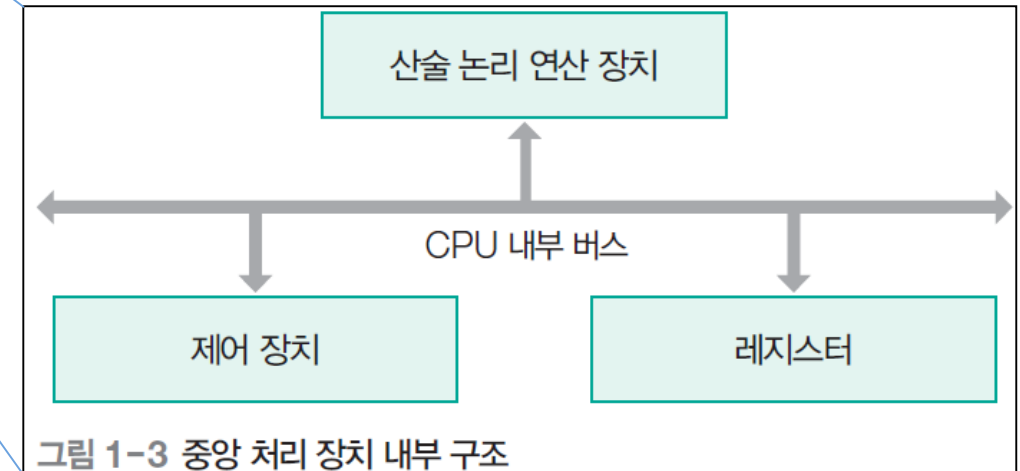 산술 논리 연산 장치
CPU 내부 버스
제어 장치
레지스터
그림 1-3 중앙 처리 장치 내부 구조